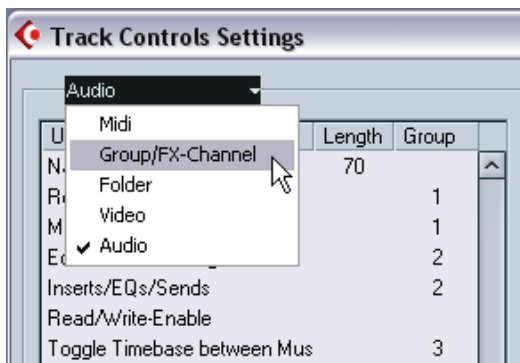 Track Controls Settings
Audio
Midi
Length Group
Group/FX-Channel
70
Folder
1
Video
1
Audio
2
Inserts/EQs/Sends 2
Read/Write-Enable
Toggle Timebase between Mus 3